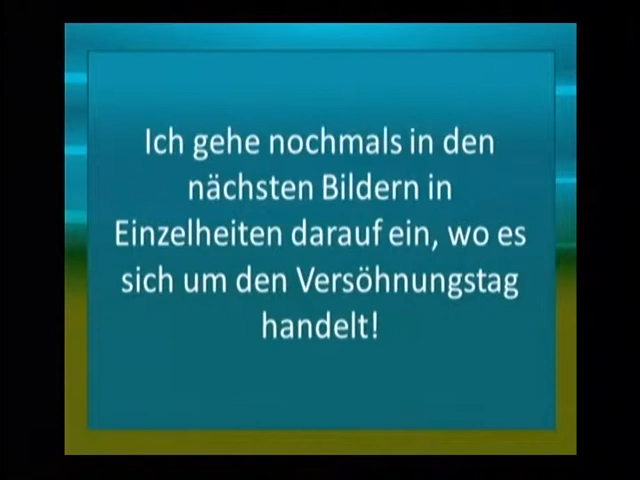 Ich gehe nochmals in den
nächsten Bildern in
Einzelheiten darauf ein, wo es
sich um den Versöhnungstag
handelt!